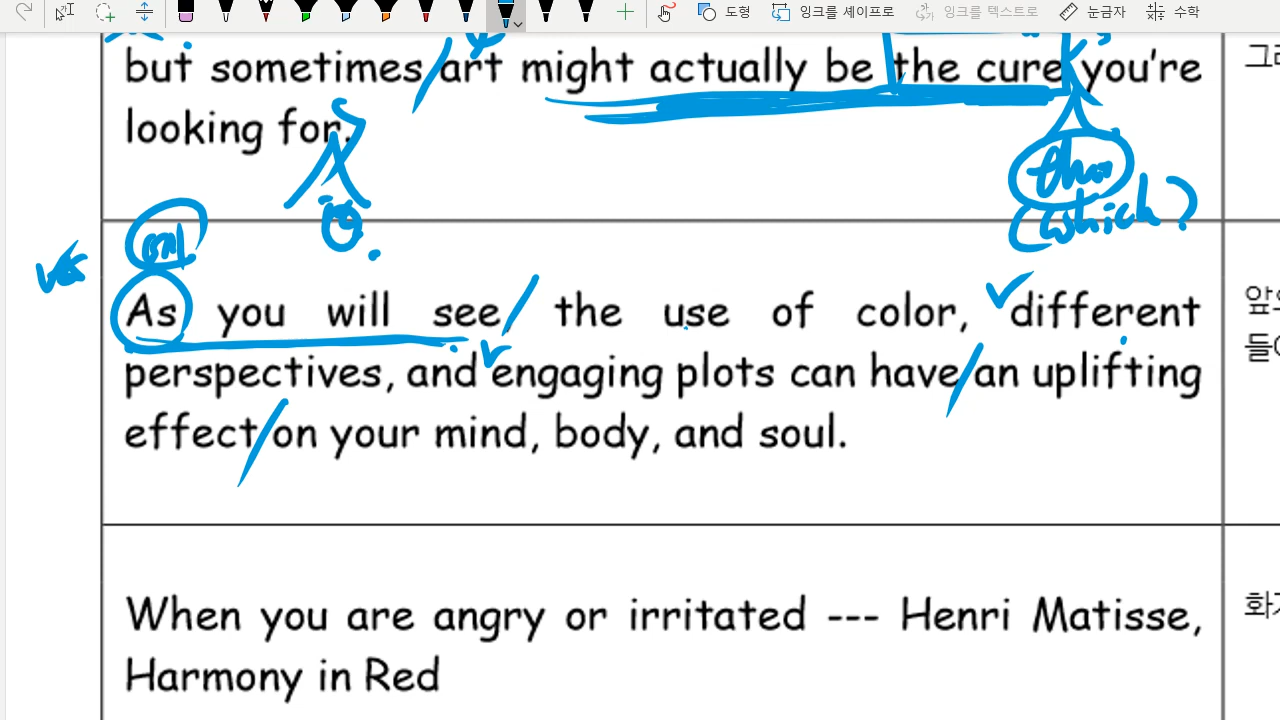 도형 잉크를 셰이프로 잉크를 텍스트로 눈금자 수학
but sometimes art might actually be the cure you're
looking for.
(which)
As you will see, the use of color, different
perspectives, and engaging plots can have an uplifting
effect on your mind, body, and soul.
When you are angry or irritated --- Henri Matisse,
Harmony in Red